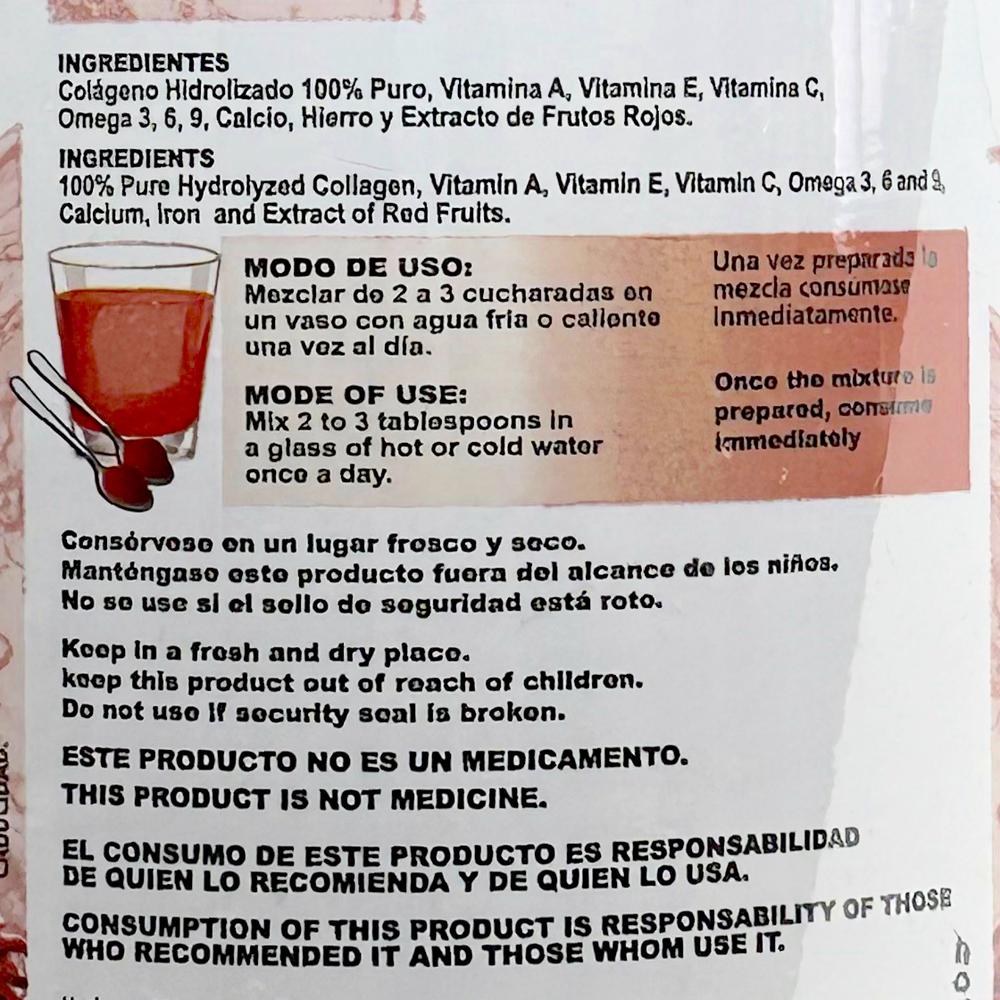 INGREDIENTES
Colágeno Hidrolizado 100% Puro, Vitamina A, Vitamina E, Vitamina C,
Omega 3, 6, 9, Calcio, Hierro y Extracto de Frutos Rojos.
INGREDIENTS
100% Pure Hydrolyzed Collagen, Vitamin A, Vitamin E, Vitamin C, Omega 3, 6 and 9,
Calcium, Iron and Extract of Red Fruits.
MODO DE USO:
Mezclar de 2 a 3 cucharadas en
un vaso con agua fria o caliente
una vez al día.
MODE OF USE:
Mix 2 to 3 tablespoons in
a glass of hot or cold water
once a day.
Una vez preparada la
mezcla consúmase
inmediatamente.
Once the mixture is
prepared, consume
immediately
Consérvese en un lugar fresco y seco.
Manténgase este producto fuera del alcance de los niños.
No se use si el sello de seguridad está roto.
Keep in a fresh and dry place.
keep this product out of reach of children.
Do not use if security seal is broken.
ESTE PRODUCTO NO ES UN MEDICAMENTO.
THIS PRODUCT IS NOT MEDICINE.
EL CONSUMO DE ESTE PRODUCTO ES RESPONSABILIDAD
DE QUIEN LO RECOMIENDA Y DE QUIEN LO USA.
CONSUMPTION OF THIS PRODUCT IS RESPONSABILITY OF THOSE
WHO RECOMMENDED IT AND THOSE WHOM USE IT.